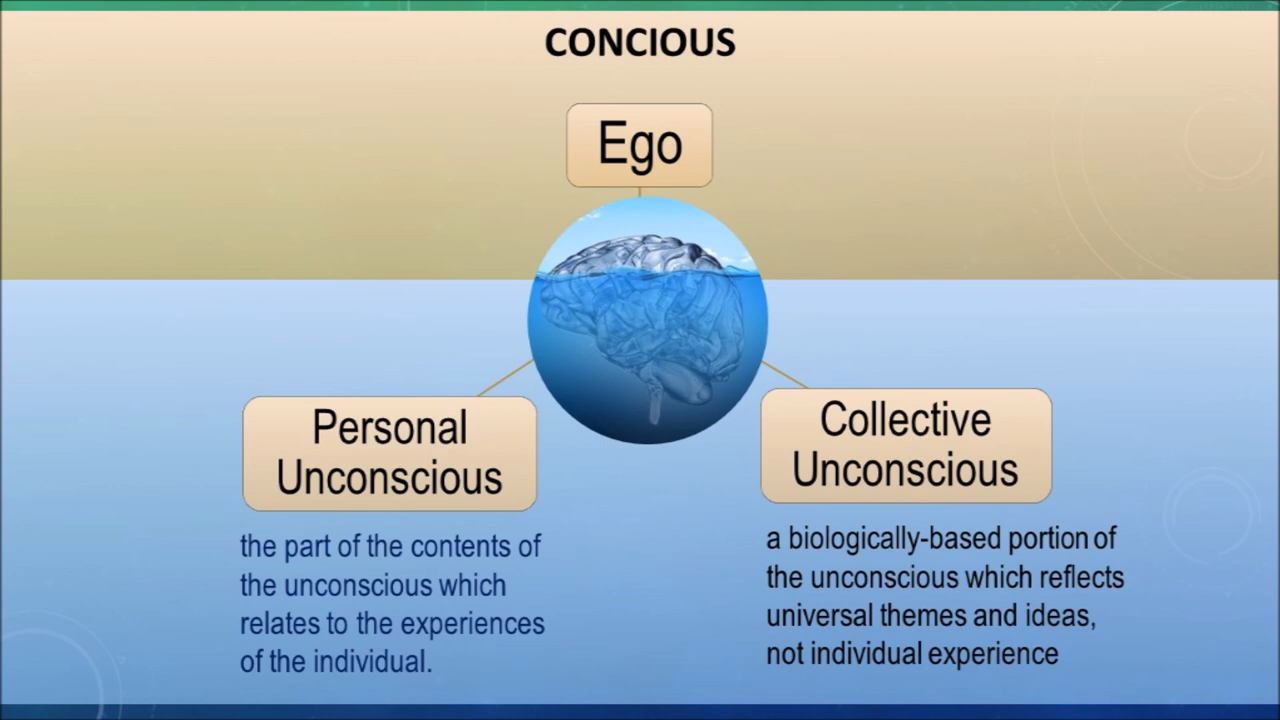 CONCIOUS
Ego
Personal
Unconscious
the part of the contents of
the unconscious which
relates to the experiences
of the individual.
Collective
Unconscious
a biologically-based portion of
the unconscious which reflects
universal themes and ideas,
not individual experience